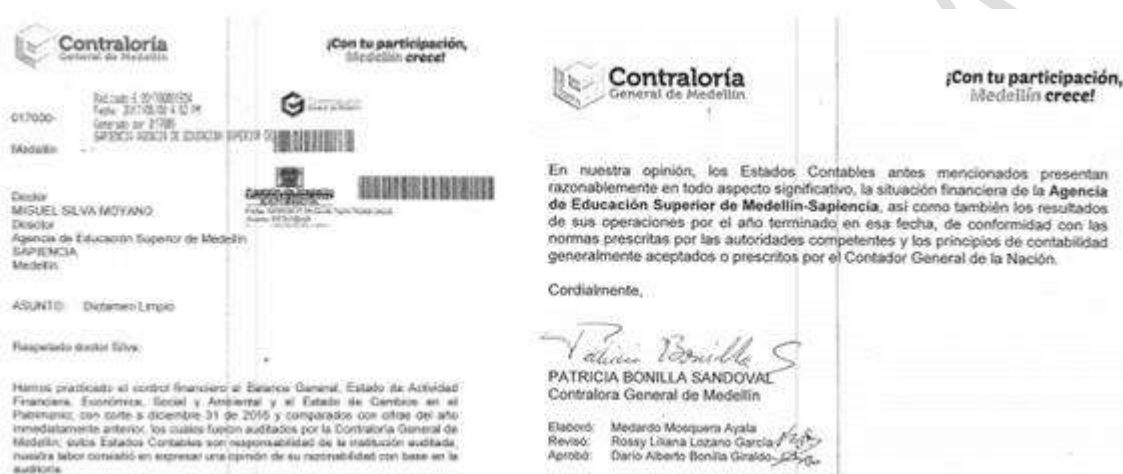 Contraloría
General de Medellín
¡Con tu participación,
Medellín crece!
017000-
Medellín
Doctor
MIGUEL SILVA MOYANO
Director
Agencia de Educación Superior de Medellín
SAPIENCIA
Medellín
ASUNTO: Dictamen Limpio
Respetado doctor Silva:
Hemos practicado el control financiero al Balance General, Estado de Actividad
Financiera, Económica, Social y Ambiental y el Estado de Cambios en el
Patrimonio; con corte a diciembre 31 de 2016 y comparados con cifras del año
inmediatamente anterior, los cuales fueron auditados por la Contraloría General de
Medellín; estos Estados Contables son responsabilidad de la institución auditada,
nuestra labor consistió en expresar una opinión de su razonabilidad con base en la
auditoría.
Contraloría
General de Medellín
¡Con tu participación,
Medellín crece!
En nuestra opinión, los Estados Contables antes mencionados presentan
razonablemente en todo aspecto significativo, la situación financiera de la Agencia
de Educación Superior de Medellín-Sapiencia, así como también los resultados
de sus operaciones por el año terminado en esa fecha, de conformidad con las
normas prescritas por las autoridades competentes y los principios de contabilidad
generalmente aceptados o prescritos por el Contador General de la Nación.
Cordialmente,
Patricia Bonilla S
PATRICIA BONILLA SANDOVAL
Contralora General de Medellín
Elaboró: Medardo Mosquera Ayala
Revisó: Rossy Liliana Lozano García
Aprobó: Darío Alberto Bonilla Giraldo